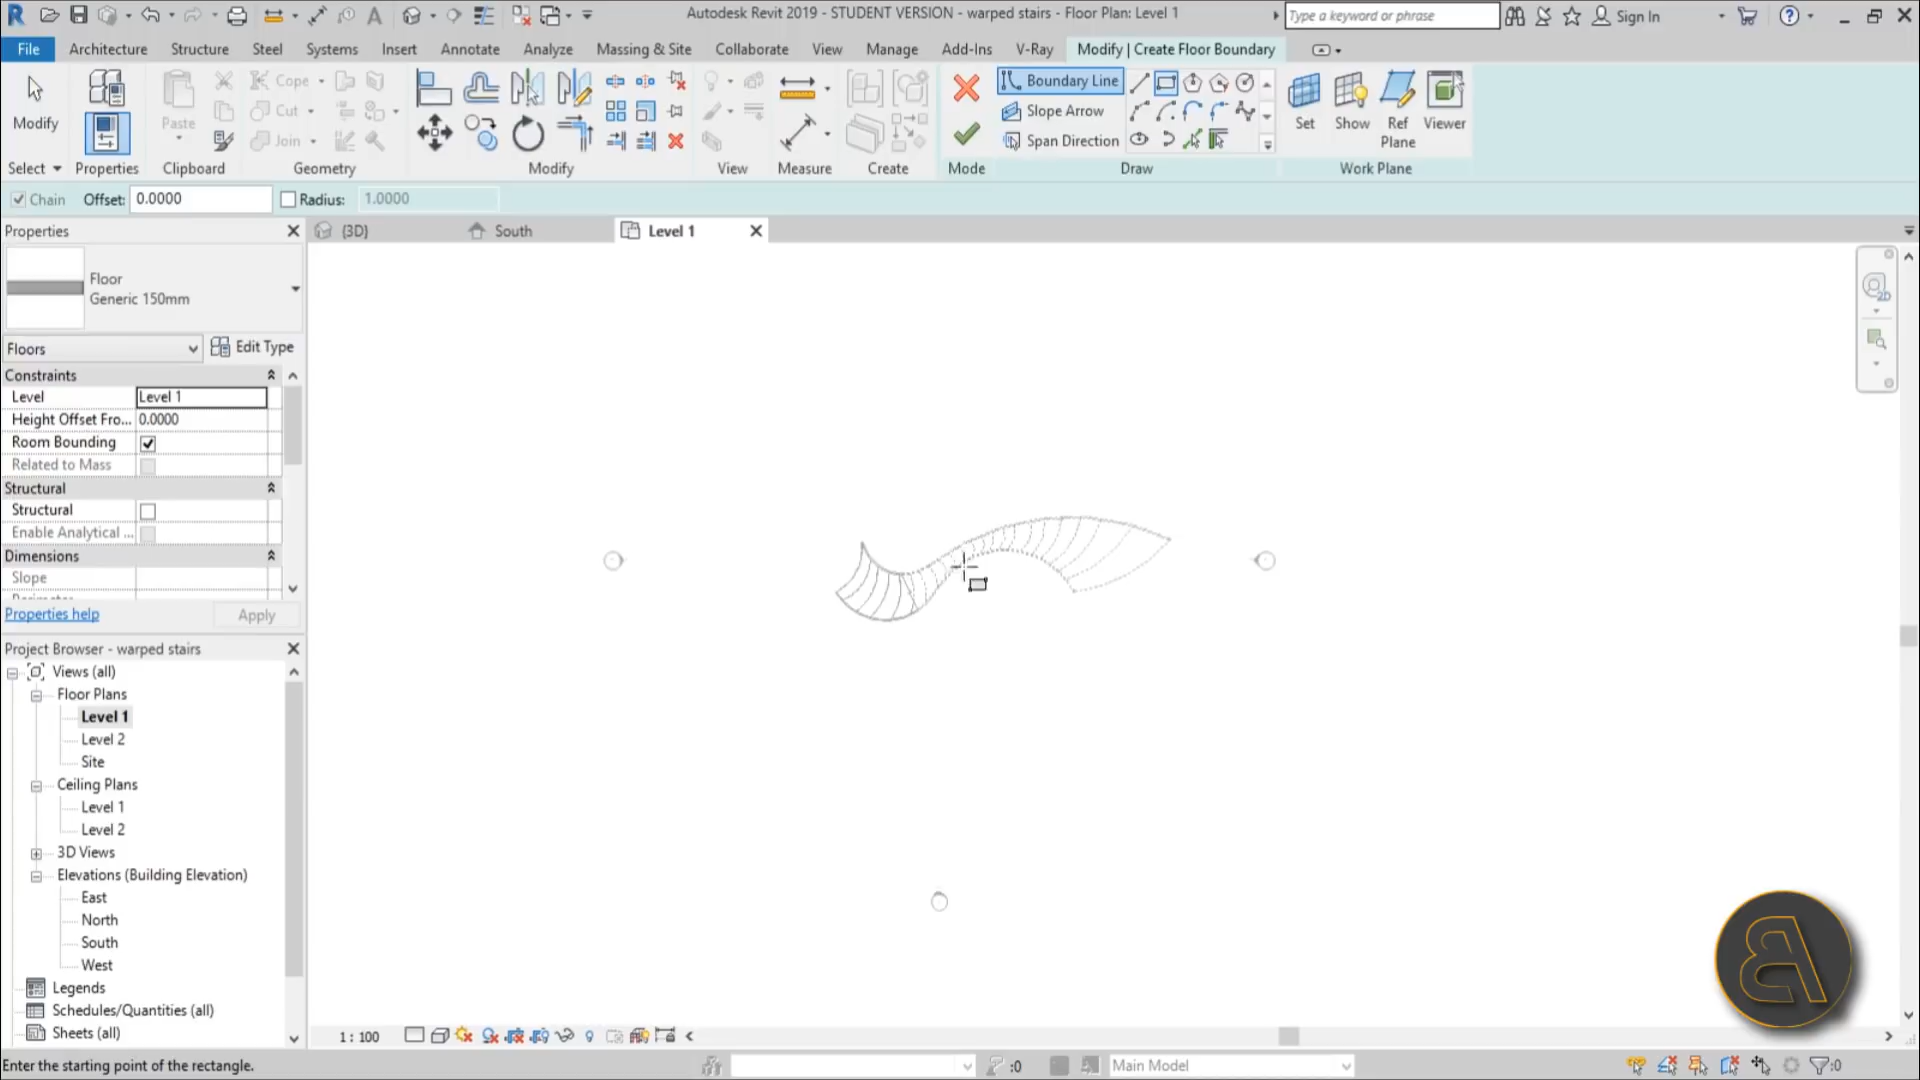 Autodesk Revit 2019 - STUDENT VERSION - warped stairs - Floor Plan: Level 1
Type a keyword or phrase
Sign In
File
Architecture
Structure
Steel
Systems
Insert
Annotate
Analyze
Massing & Site
Collaborate
View
Manage
Add-Ins
V-Ray
Modify | Create Floor Boundary
Modify
Paste
Cope
Cut
Join
Boundary Line
Slope Arrow
Span Direction
Set
Show
Ref
Plane
Viewer
Select
Properties
Clipboard
Geometry
Modify
View
Measure
Create
Mode
Draw
Work Plane
Chain
Offset:
0.0000
Radius:
1.0000
Properties
{3D}
South
Level 1
Floor
Generic 150mm
Floors
Edit Type
Constraints
Level
Level 1
Height Offset Fro...
0.0000
Room Bounding
Related to Mass
Structural
Structural
Enable Analytical ...
Dimensions
Slope
Properties help
Apply
Project Browser - warped stairs
Views (all)
Floor Plans
Level 1
Level 2
Site
Ceiling Plans
Level 1
Level 2
3D Views
Elevations (Building Elevation)
East
North
South
West
Legends
Schedules/Quantities (all)
Sheets (all)
1 : 100
Enter the starting point of the rectangle.
:0
Main Model
:0